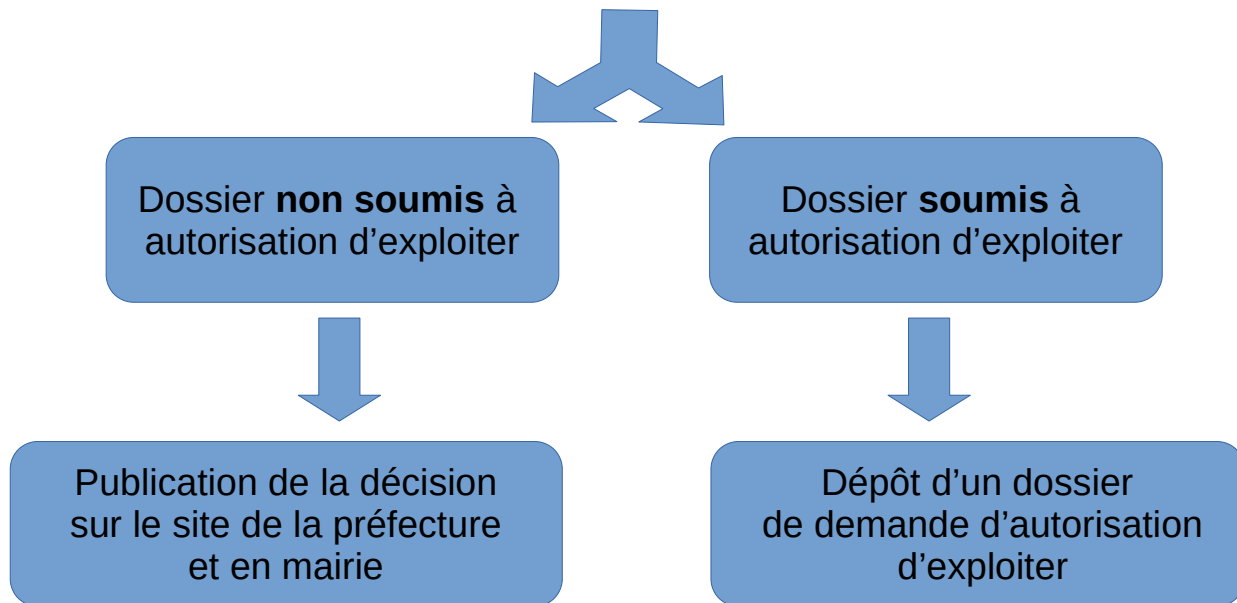 Dossier non soumis à
autorisation d’exploiter
Dossier soumis à
autorisation d’exploiter
Publication de la décision
sur le site de la préfecture
et en mairie
Dépôt d’un dossier
de demande d’autorisation
d’exploiter